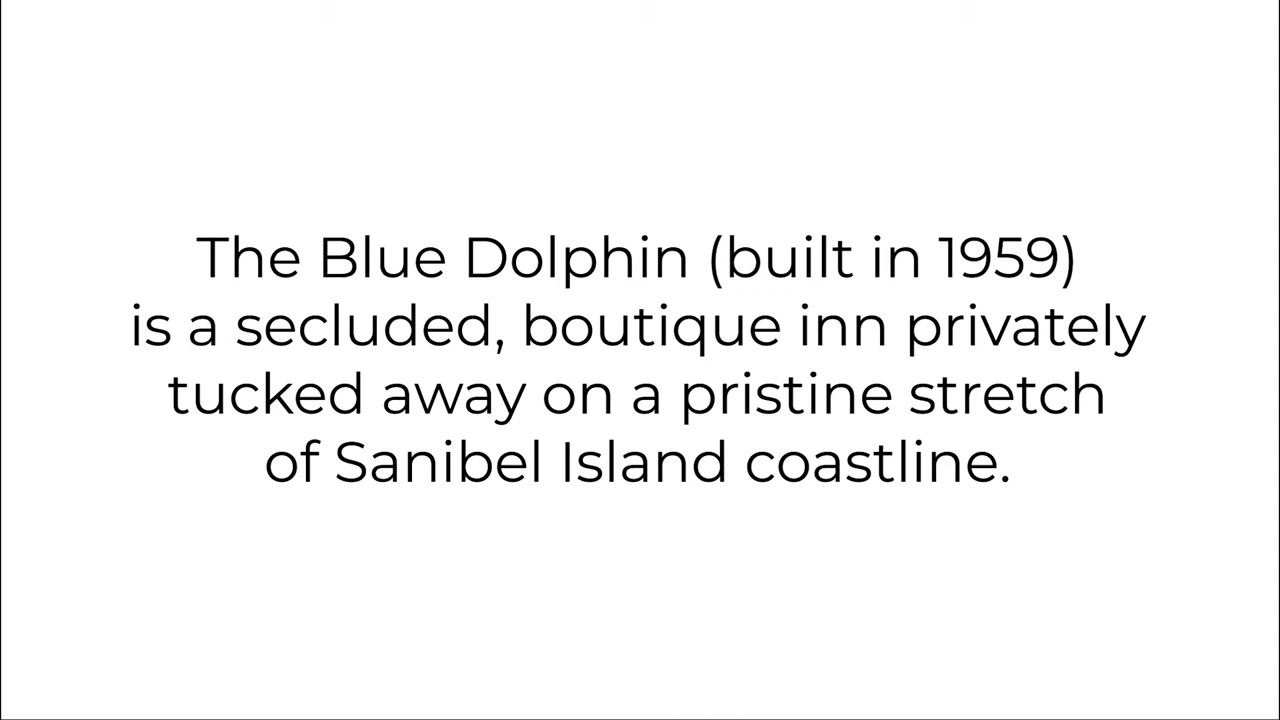 The Blue Dolphin (built in 1959)
is a secluded, boutique inn privately
tucked away on a pristine stretch
of Sanibel Island coastline.